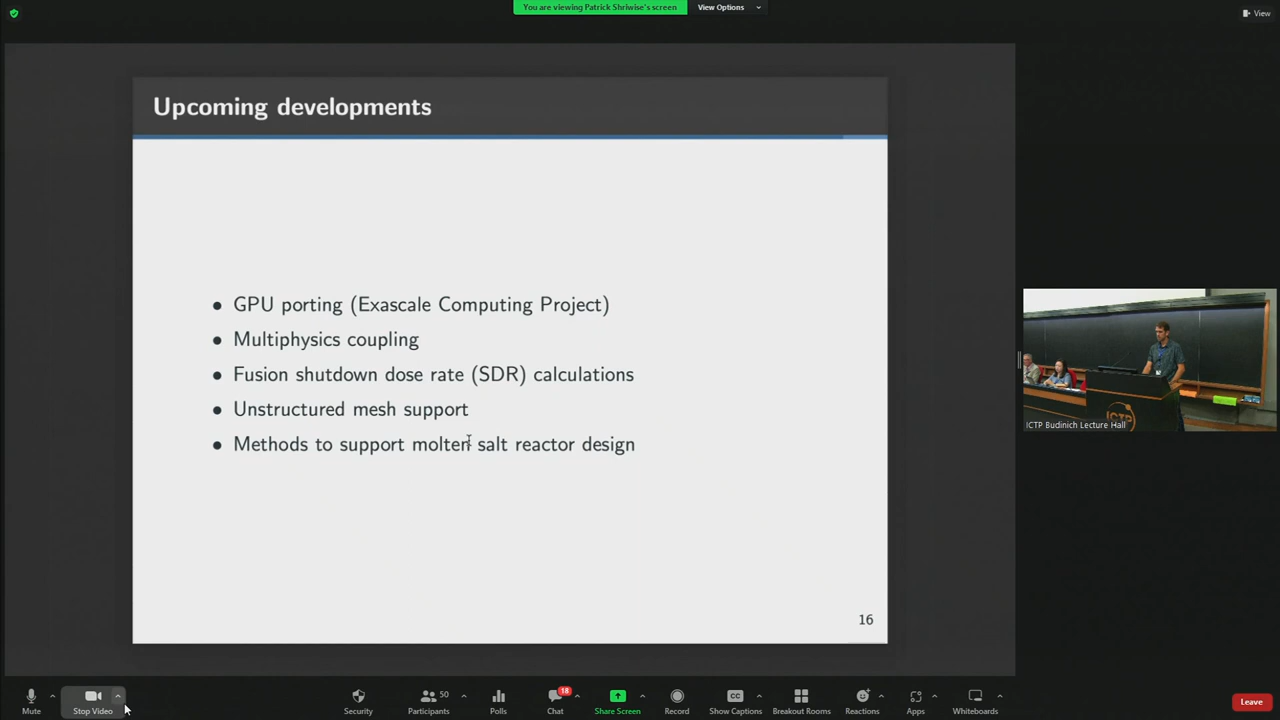 You are viewing Patrick Shriwise's screen
View Options
View
Upcoming developments
• GPU porting (Exascale Computing Project)
• Multiphysics coupling
• Fusion shutdown dose rate (SDR) calculations
• Unstructured mesh support
• Methods to support molten salt reactor design
16
ICTP
ICTP Budinich Lecture Hall
Mute
Stop Video
Security
50
Participants
Polls
18
Chat
Share Screen
Record
CC
Show Captions
Breakout Rooms
Reactions
Apps
Whiteboards
Leave